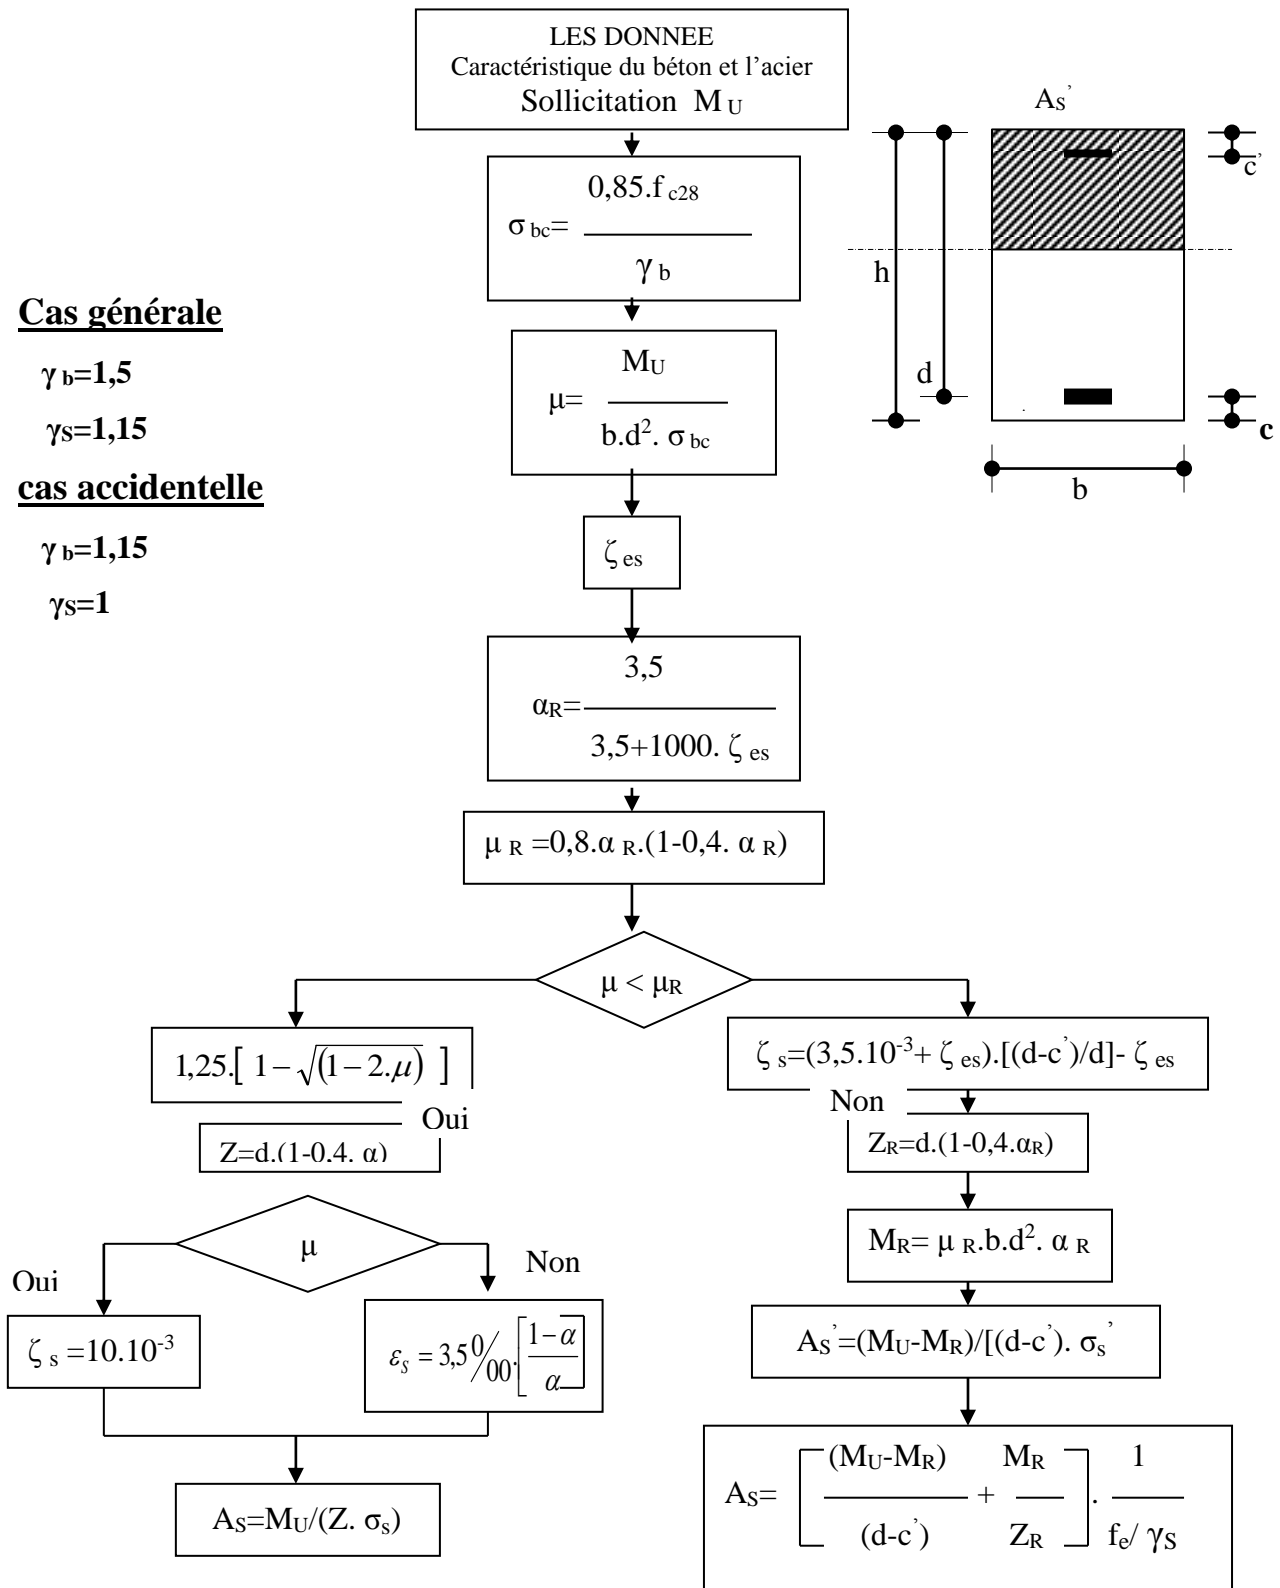 LES DONNEE
Caractéristique du béton et l'acier
Sollicitation M U
0,85.f c28
σ bc=
γ b
Cas générale
γ b=1,5
γS=1,15
cas accidentelle
γ b=1,15
γS=1
MU
μ=
b.d². σ bc
ζ es
3,5
αR=
3,5+1000. ζ es
μ R =0,8.α R.(1-0,4. α R)
μ < μR
AS'
c'
h
d
c
b
1,25.[ 1−√(1−2.μ) ]
Oui
Z=d.(1-0,4. α)
μ
Oui
Non
ζ s =10.10-3
εS = 3,5 0/00.[1−α/α]
AS=MU/(Z. σs)
ζ s=(3,5.10-3+ ζ es).[(d-c')/d]- ζ es
Non
ZR=d.(1-0,4.αR)
MR= μ R.b.d². α R
AS'=(MU-MR)/[(d-c'). σs'
(MU-MR) MR 1
AS= + .
(d-c') ZR fe/ γS